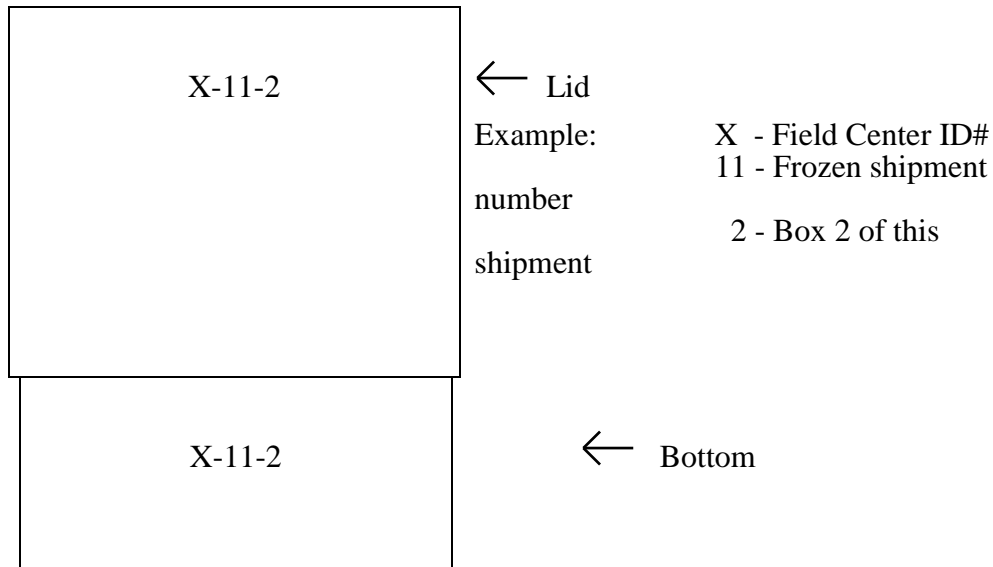 X-11-2
Lid
Example: X - Field Center ID#
11 - Frozen shipment
number
2 - Box 2 of this
shipment
X-11-2
Bottom